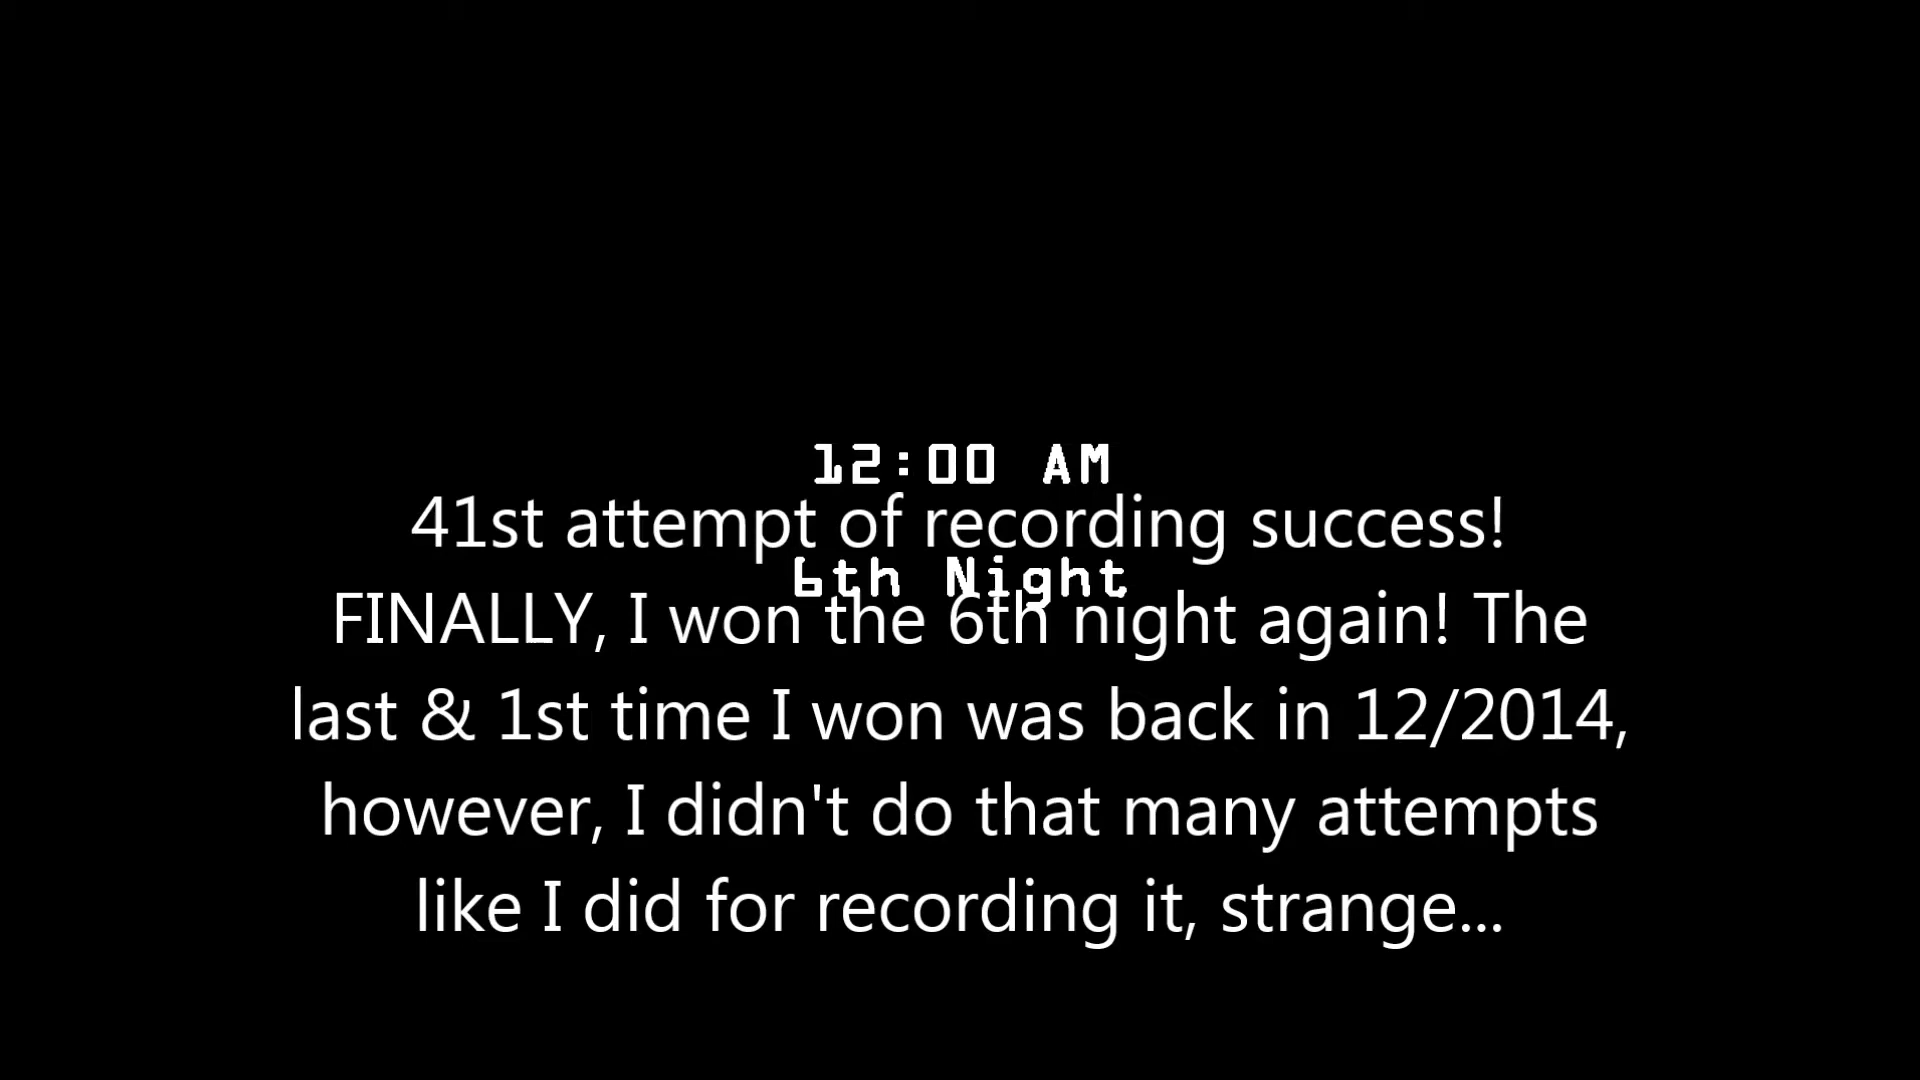 12:00 AM
41st attempt of recording success!
6th Night
FINALLY, I won the 6th night again! The
last & 1st time I won was back in 12/2014,
however, I didn't do that many attempts
like I did for recording it, strange...